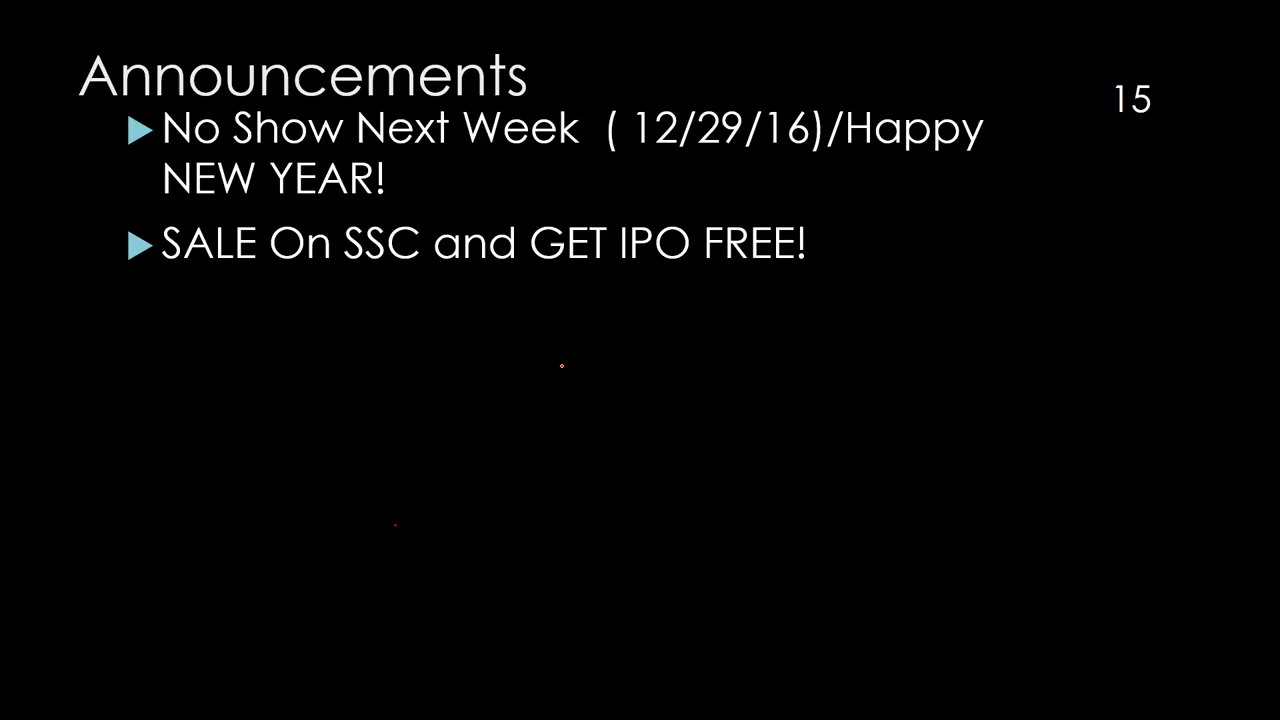 Announcements
15
No Show Next Week ( 12/29/16)/Happy
NEW YEAR!
SALE On SSC and GET IPO FREE!